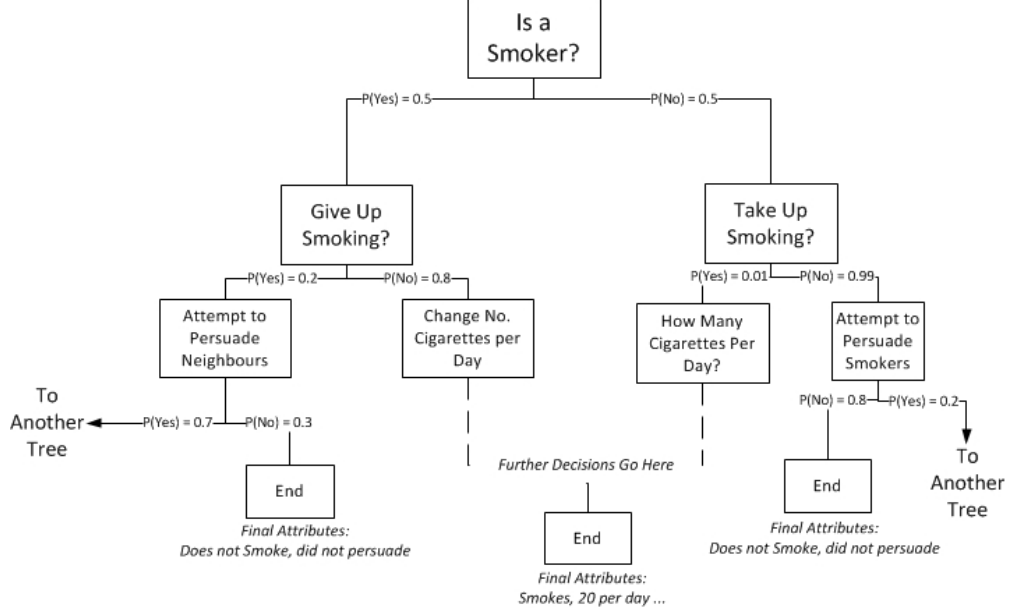 Is a
Smoker?
P(Yes) = 0.5
P(No) = 0.5
Give Up
Smoking?
Take Up
Smoking?
P(Yes) = 0.2
P(No) = 0.8
P(Yes) = 0.01
P(No) = 0.99
Attempt to
Persuade
Neighbours
Change No.
Cigarettes per
Day
How Many
Cigarettes Per
Day?
Attempt to
Persuade
Smokers
To
Another
Tree
P(Yes) = 0.7
P(No) = 0.3
P(No) = 0.8
P(Yes) = 0.2
To
Another
Tree
Further Decisions Go Here
End
Final Attributes:
Does not Smoke, did not persuade
End
Final Attributes:
Smokes, 20 per day ...
End
Final Attributes:
Does not Smoke, did not persuade